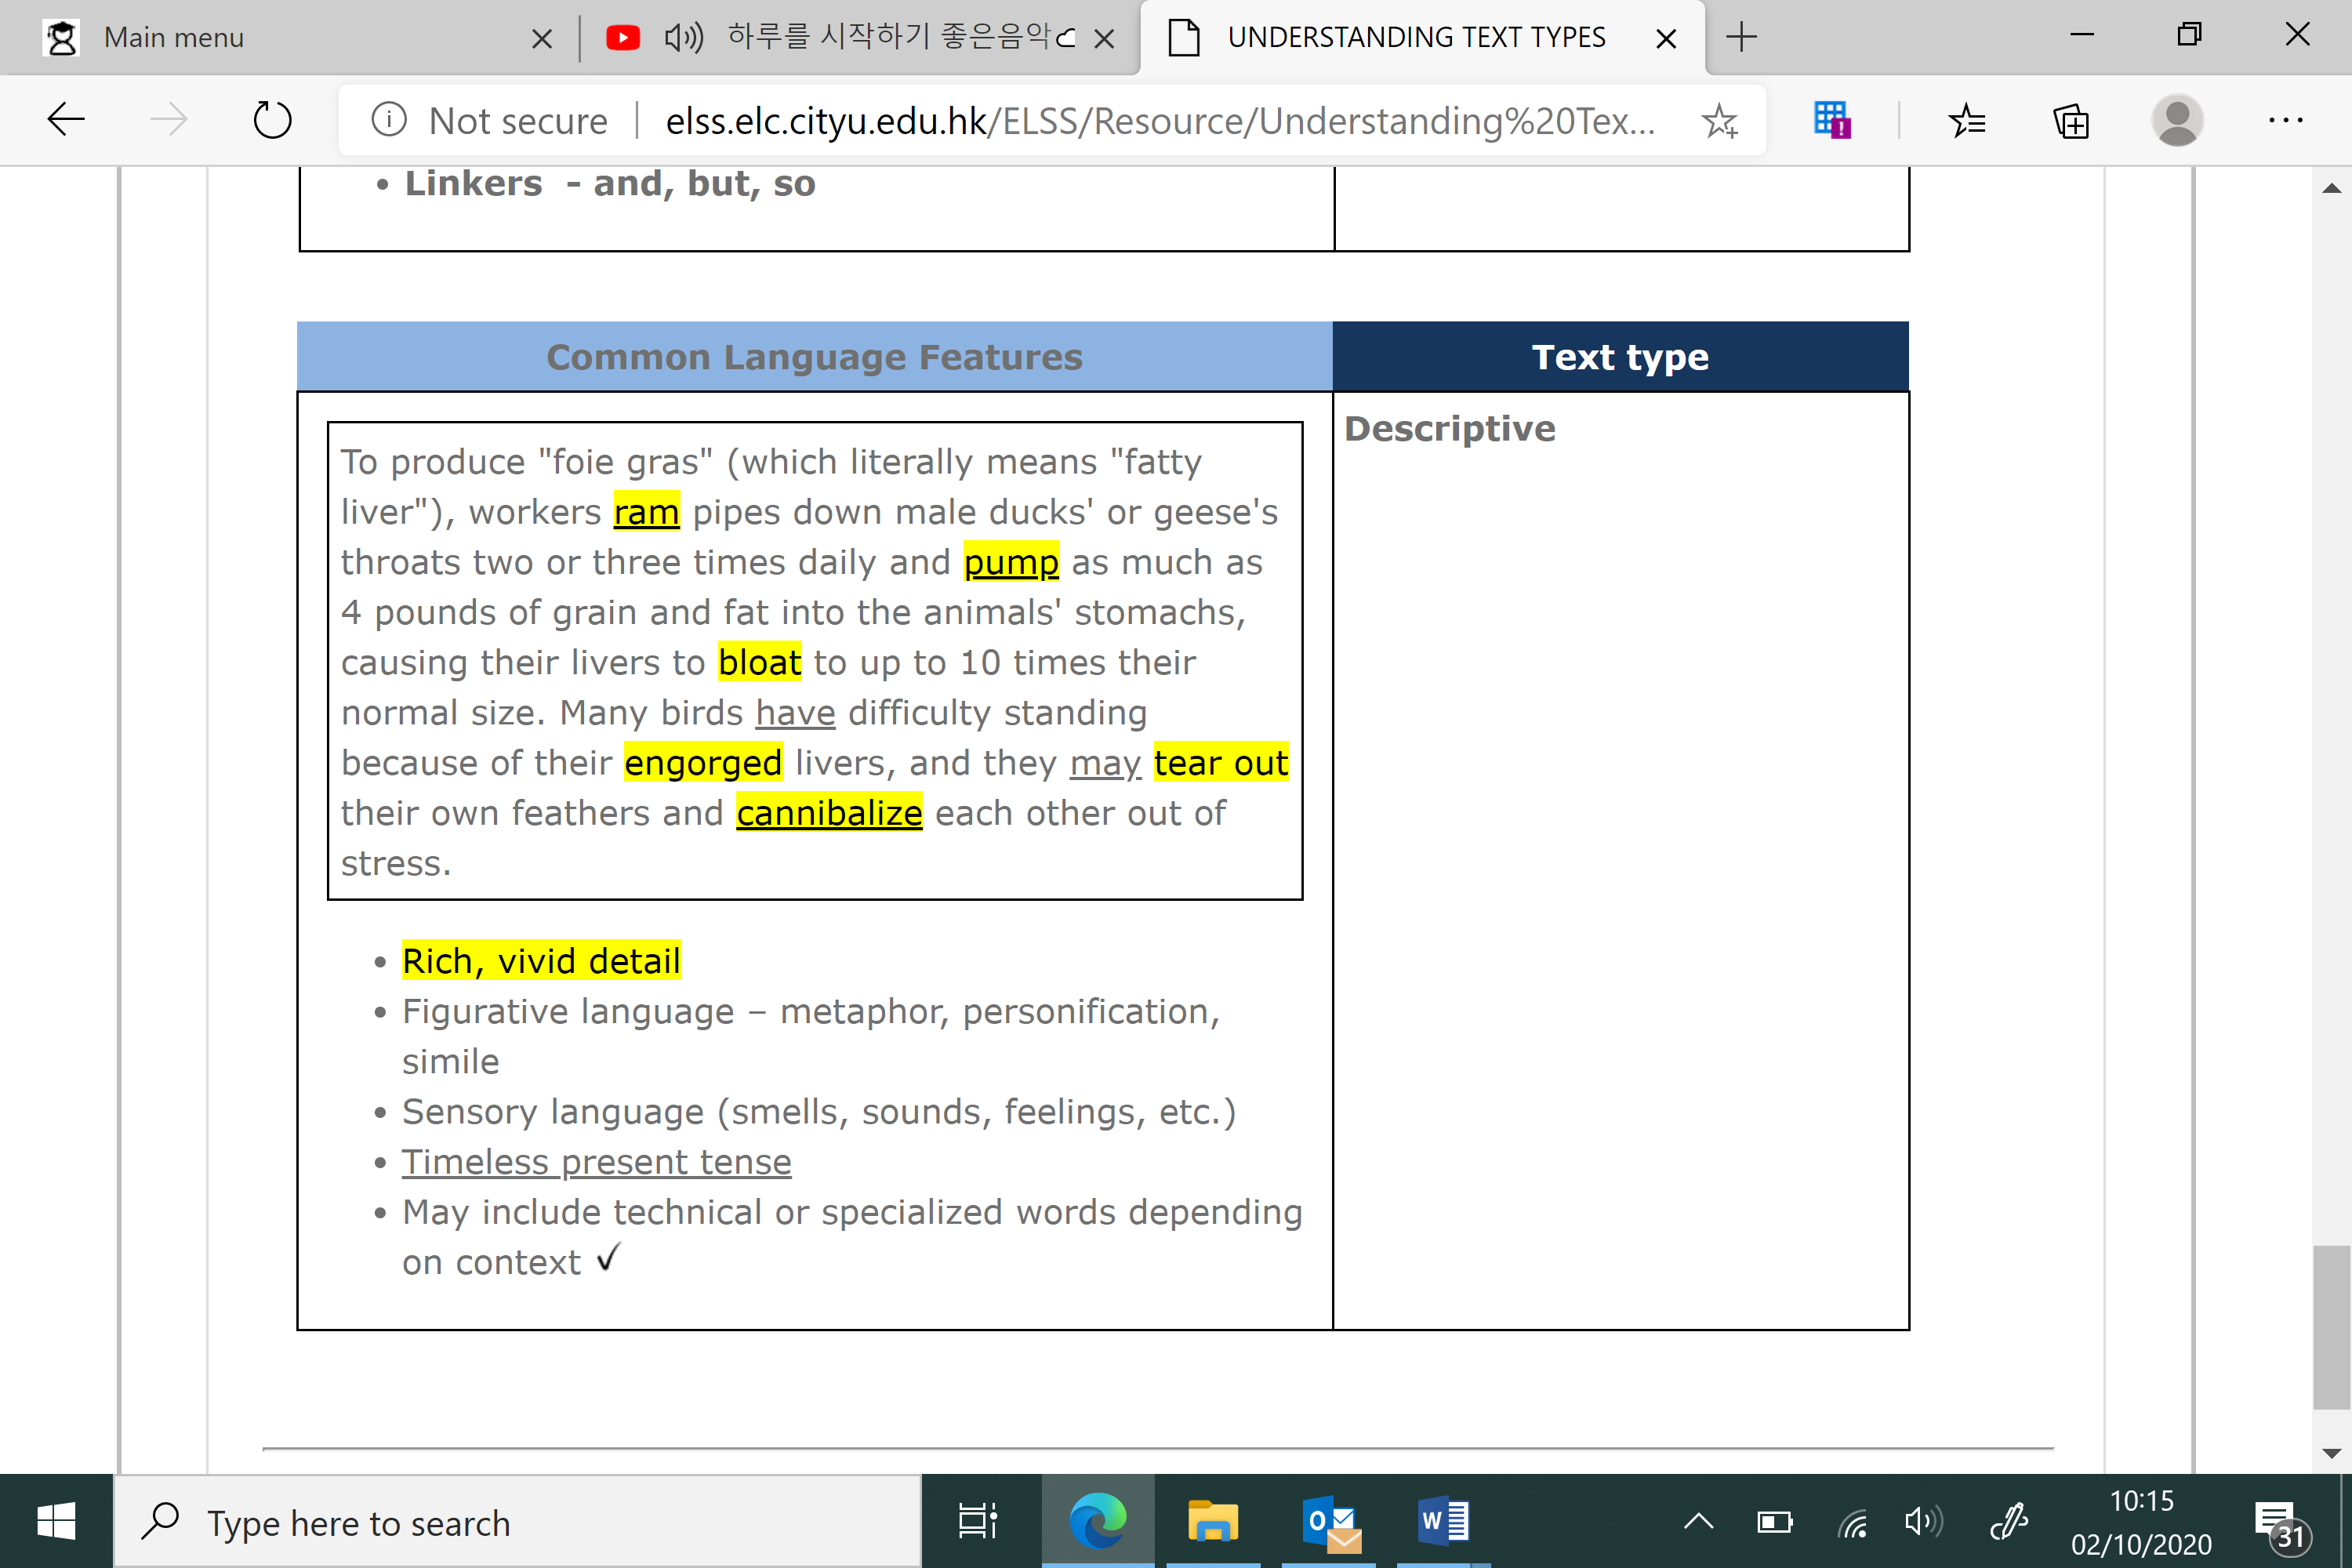 Main menu
하루를 시작하기 좋은음악
UNDERSTANDING TEXT TYPES
Not secure
elss.elc.cityu.edu.hk/ELSS/Resource/Understanding%20Tex...
• Linkers - and, but, so
Common Language Features
Text type
To produce "foie gras" (which literally means "fatty
liver"), workers ram pipes down male ducks' or geese's
throats two or three times daily and pump as much as
4 pounds of grain and fat into the animals' stomachs,
causing their livers to bloat to up to 10 times their
normal size. Many birds have difficulty standing
because of their engorged livers, and they may tear out
their own feathers and cannibalize each other out of
stress.
Descriptive
• Rich, vivid detail
• Figurative language – metaphor, personification,
simile
• Sensory language (smells, sounds, feelings, etc.)
• Timeless present tense
• May include technical or specialized words depending
on context ✓
Type here to search
10:15
02/10/2020
31